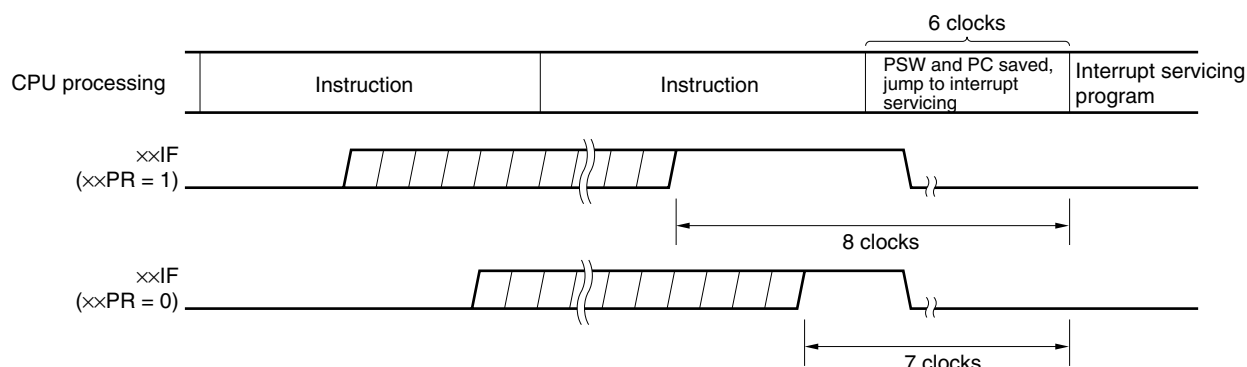 6 clocks
CPU processing
Instruction
Instruction
PSW and PC saved,
jump to interrupt
servicing
Interrupt servicing
program
××IF
(××PR = 1)
8 clocks
××IF
(××PR = 0)
7 clocks